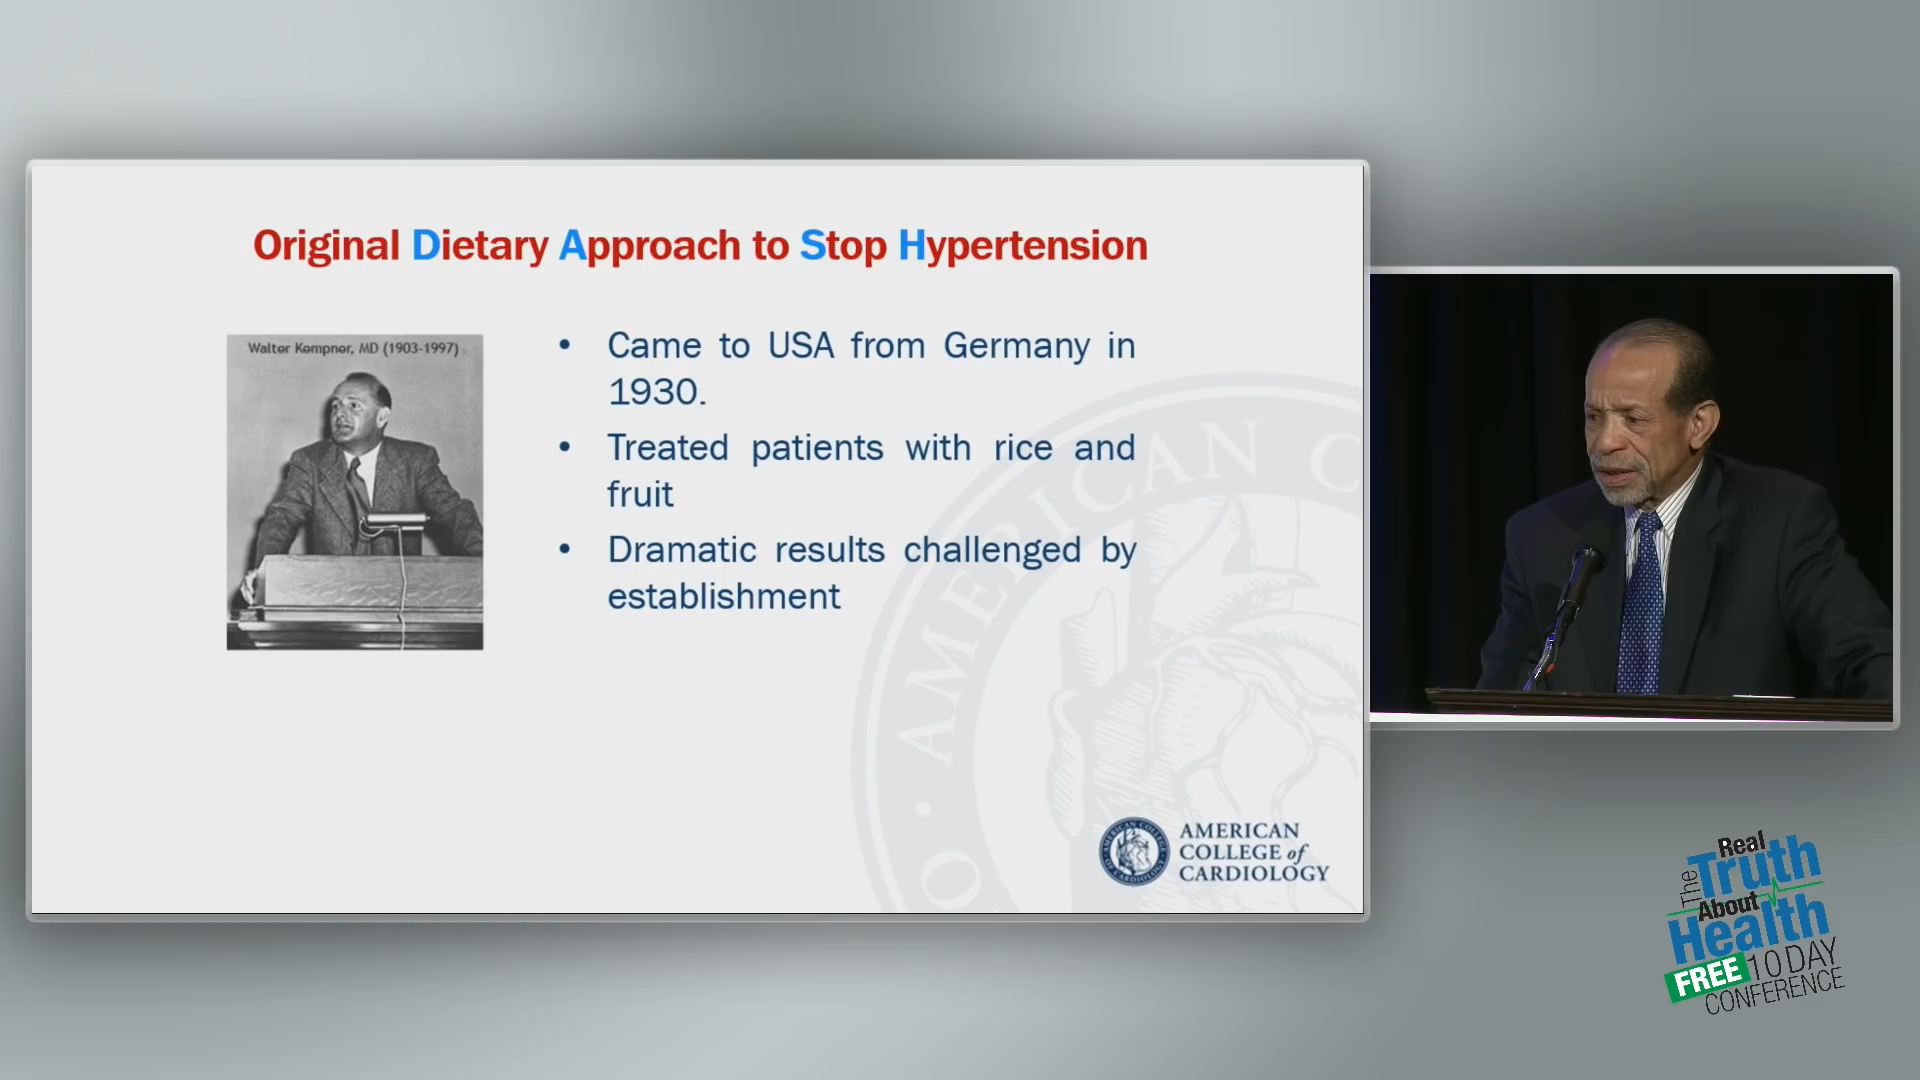 Original Dietary Approach to Stop Hypertension
Walter Kempner, MD (1903-1997)
• Came to USA from Germany in
1930.
• Treated patients with rice and
fruit
• Dramatic results challenged by
establishment
AMERICAN C
O
AMERICAN
COLLEGE of
CARDIOLOGY
The Real
Truth
About
Health
FREE 10 DAY
CONFERENCE